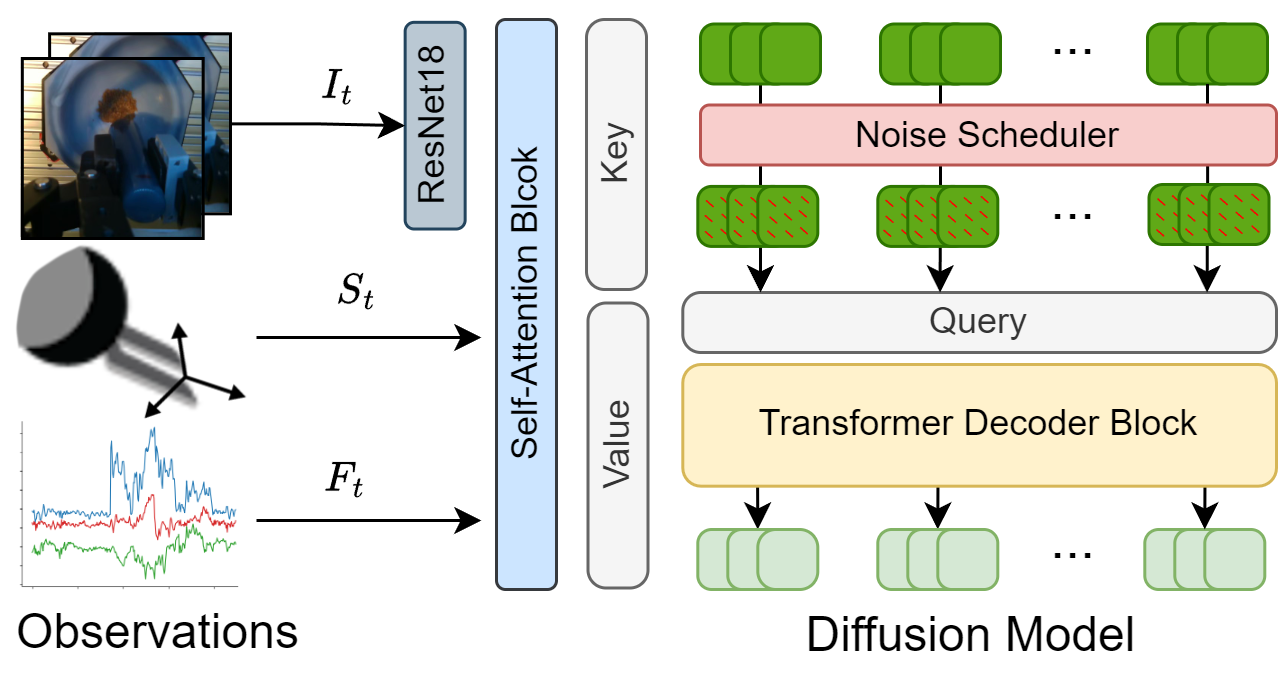 I_t
ResNet18
S_t
F_t
Observations
Self-Attention Blcok
Key
Value
...
Noise Scheduler
...
Query
Transformer Decoder Block
...
Diffusion Model